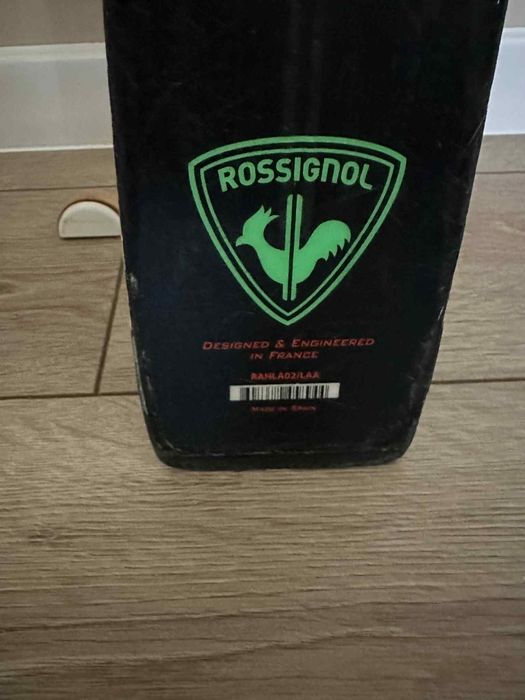 ROSSIGNOL
DESIGNED & ENGINEERED
IN FRANCE
RAHLA02/LAA
MADE IN SPAIN